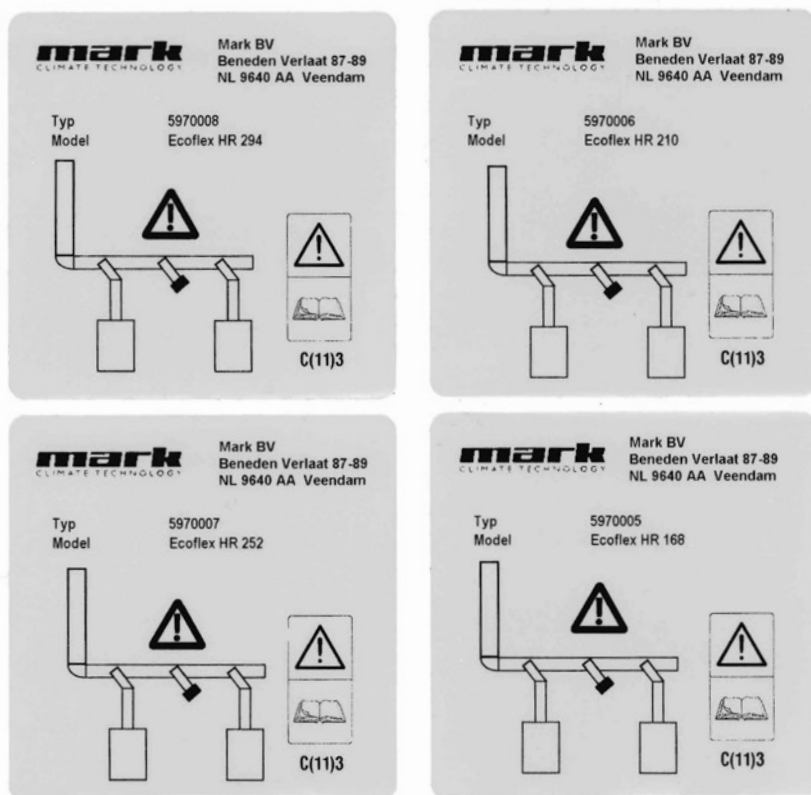 mark
CLIMATE TECHNOLOGY
Mark BV
Beneden Verlaat 87-89
NL 9640 AA Veendam
Typ 5970008
Model Ecoflex HR 294
C(11)3
mark
CLIMATE TECHNOLOGY
Mark BV
Beneden Verlaat 87-89
NL 9640 AA Veendam
Typ 5970006
Model Ecoflex HR 210
C(11)3
mark
CLIMATE TECHNOLOGY
Mark BV
Beneden Verlaat 87-89
NL 9640 AA Veendam
Typ 5970007
Model Ecoflex HR 252
C(11)3
mark
CLIMATE TECHNOLOGY
Mark BV
Beneden Verlaat 87-89
NL 9640 AA Veendam
Typ 5970005
Model Ecoflex HR 168
C(11)3